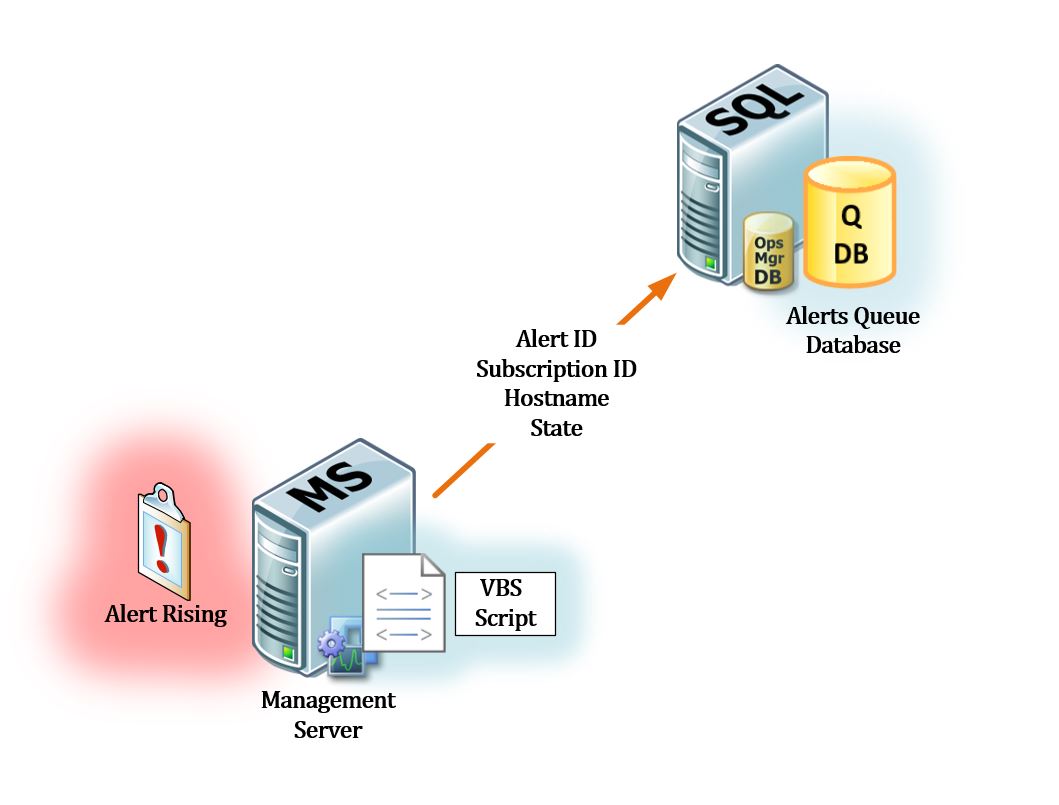 SQL
Q
DB
Ops
Mgr
DB
Alerts Queue
Database
Alert ID
Subscription ID
Hostname
State
MS
!
Alert Rising
VBS
Script
<—>
<—>
Management
Server